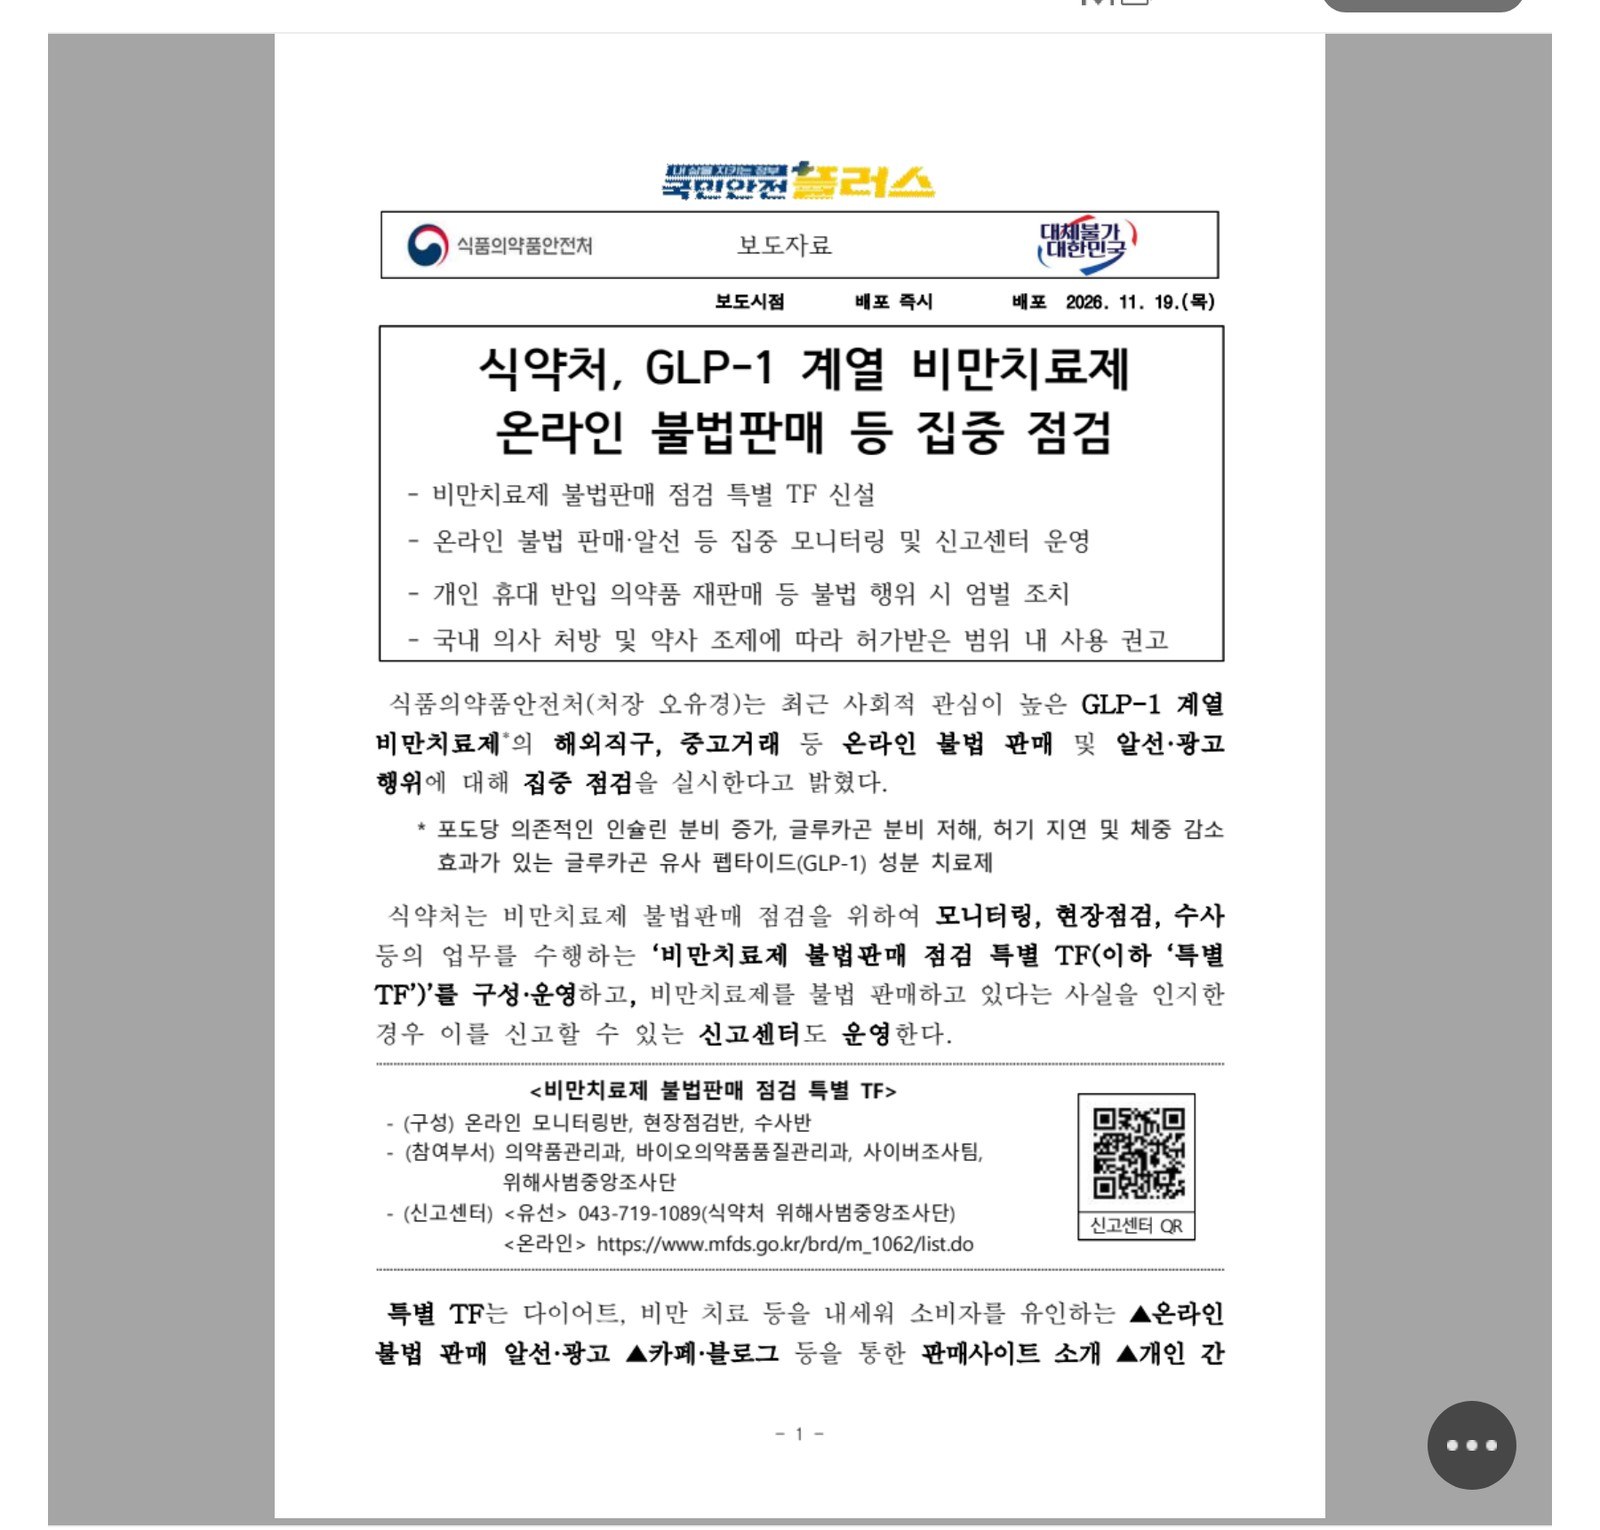 내 삶을 지키는 정부
국민안전플러스
식품의약품안전처 보도자료 대체불가 대한민국
보도시점 배포 즉시 배포 2026. 11. 19.(목)
식약처, GLP-1 계열 비만치료제
온라인 불법판매 등 집중 점검
- 비만치료제 불법판매 점검 특별 TF 신설
- 온라인 불법 판매·알선 등 집중 모니터링 및 신고센터 운영
- 개인 휴대 반입 의약품 재판매 등 불법 행위 시 엄벌 조치
- 국내 의사 처방 및 약사 조제에 따라 허가받은 범위 내 사용 권고
식품의약품안전처(처장 오유경)는 최근 사회적 관심이 높은 GLP-1 계열
비만치료제*의 해외직구, 중고거래 등 온라인 불법 판매 및 알선·광고
행위에 대해 집중 점검을 실시한다고 밝혔다.
* 포도당 의존적인 인슐린 분비 증가, 글루카곤 분비 저해, 허기 지연 및 체중 감소
효과가 있는 글루카곤 유사 펩타이드(GLP-1) 성분 치료제
식약처는 비만치료제 불법판매 점검을 위하여 모니터링, 현장점검, 수사
등의 업무를 수행하는 ‘비만치료제 불법판매 점검 특별 TF(이하 ‘특별
TF’)’를 구성·운영하고, 비만치료제를 불법 판매하고 있다는 사실을 인지한
경우 이를 신고할 수 있는 신고센터도 운영한다.
<비만치료제 불법판매 점검 특별 TF>
- (구성) 온라인 모니터링반, 현장점검반, 수사반
- (참여부서) 의약품관리과, 바이오의약품품질관리과, 사이버조사팀,
위해사범중앙조사단
- (신고센터) <유선> 043-719-1089(식약처 위해사범중앙조사단)
<온라인> https://www.mfds.go.kr/brd/m_1062/list.do
신고센터 QR
특별 TF는 다이어트, 비만 치료 등을 내세워 소비자를 유인하는 ▲온라인
불법 판매 알선·광고 ▲카페·블로그 등을 통한 판매사이트 소개 ▲개인 간
- 1 -